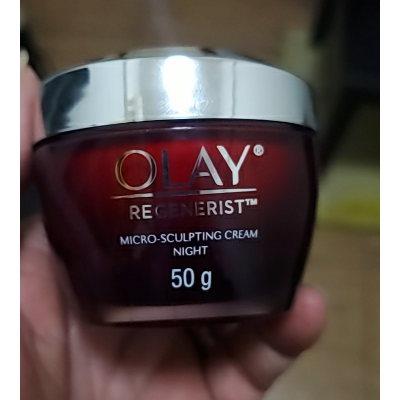 OLAY®
REGENERIST™
MICRO-SCULPTING CREAM
NIGHT
50 g